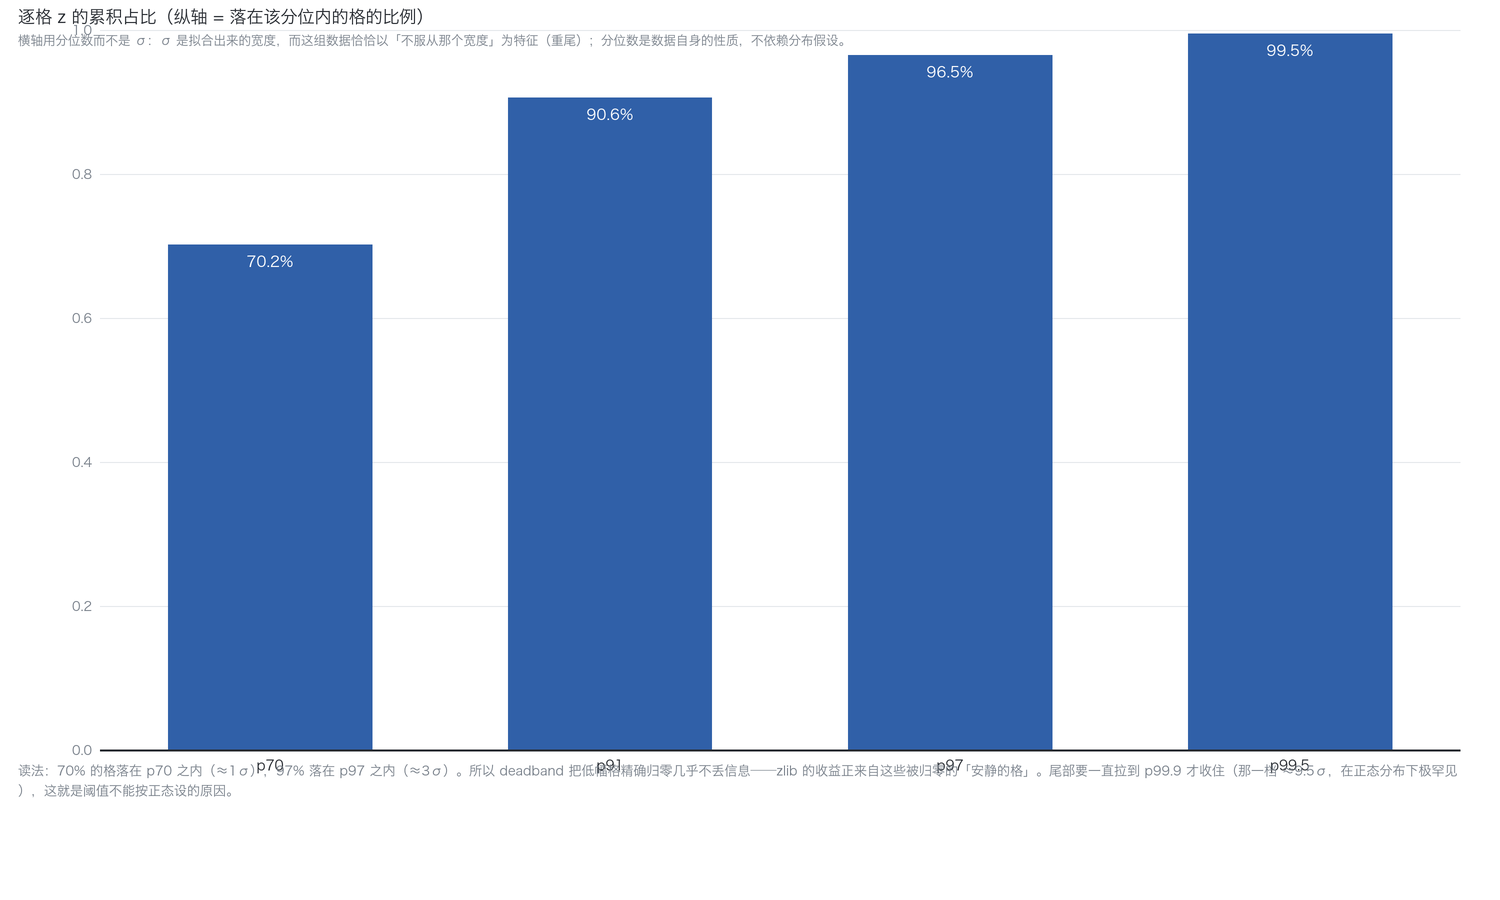 逐格 z 的累积占比（纵轴 = 落在该分位内的格的比例）
1.0
横轴用分位数而不是 σ：σ 是拟合出来的宽度，而这组数据恰恰以「不服从那个宽度」为特征（重尾）；分位数是数据自身的性质，不依赖分布假设。
99.5%
96.5%
90.6%
0.8
70.2%
0.6
0.4
0.2
0.0
p70
p91
p97
p99.5
读法：70% 的格落在 p70 之内（≈1σ），97% 落在 p97 之内（≈3σ）。所以 deadband 把低幅格精确归零几乎不丢信息——zlib 的收益正来自这些被归零的「安静的格」。尾部要一直拉到 p99.9 才收住（那一档 ≈9.5σ，在正态分布下极罕见
），这就是阈值不能按正态设的原因。